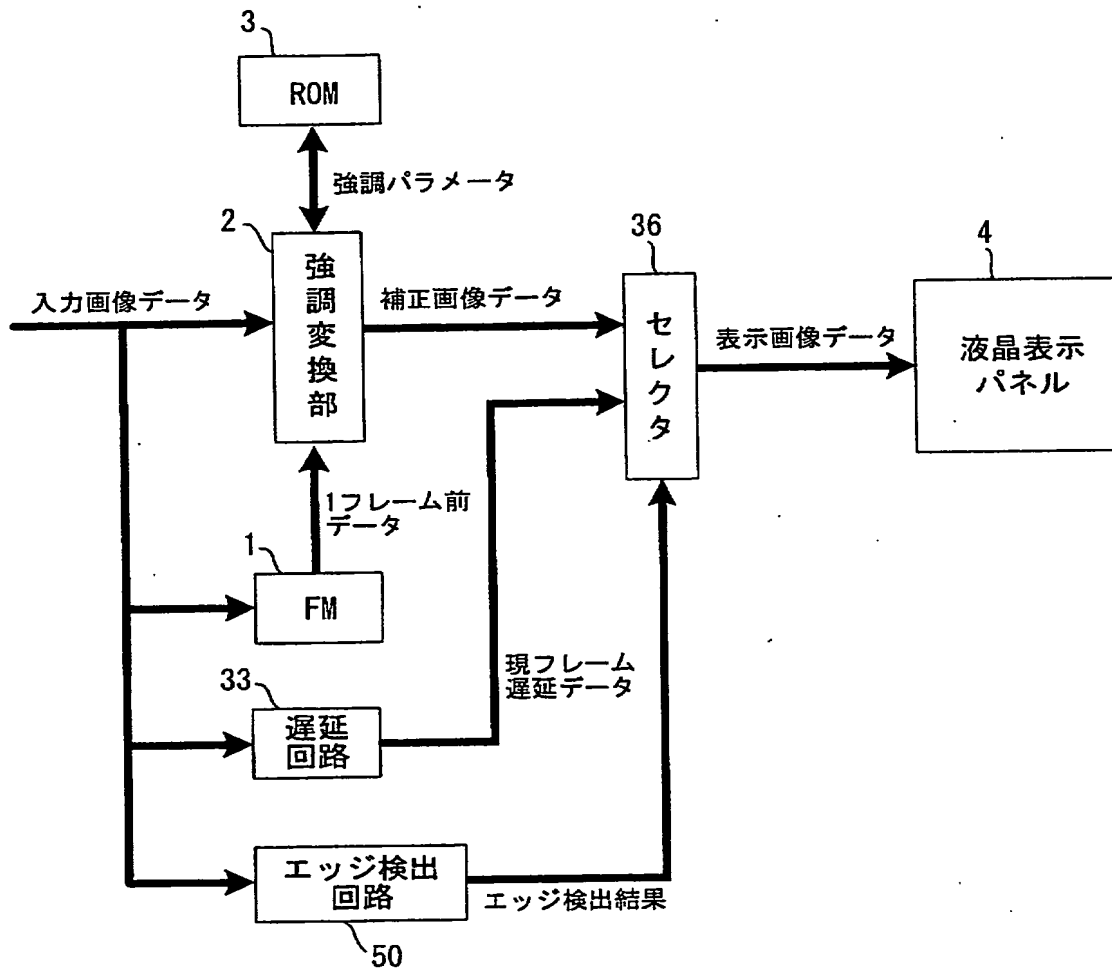 3
ROM
強調パラメータ
2
強調変換部
入力画像データ
補正画像データ
36
セレクタ
表示画像データ
4
液晶表示
パネル
1フレーム前
データ
1
FM
現フレーム
遅延データ
33
遅延
回路
エッジ検出
回路
エッジ検出結果
50